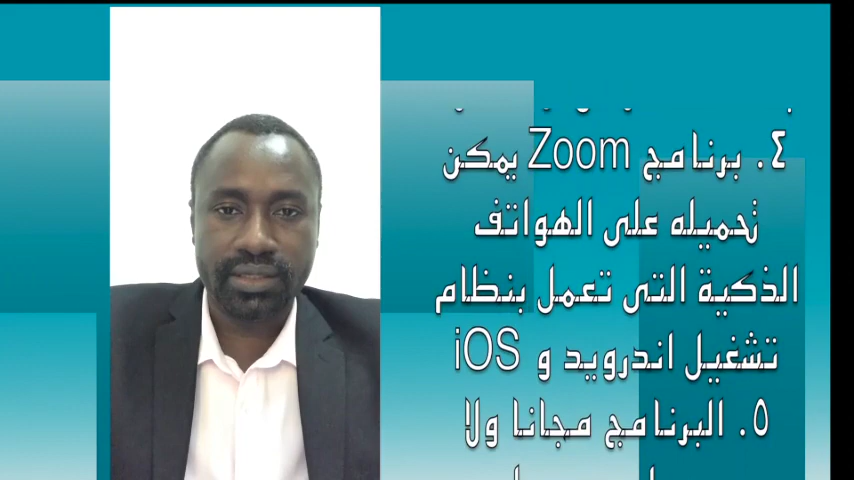 ٤. برنامج Zoom يمكن
تحميله على الهواتف
الذكية التى تعمل بنظام
تشغيل اندرويد و iOS
٥. البرنامج مجانا ولا